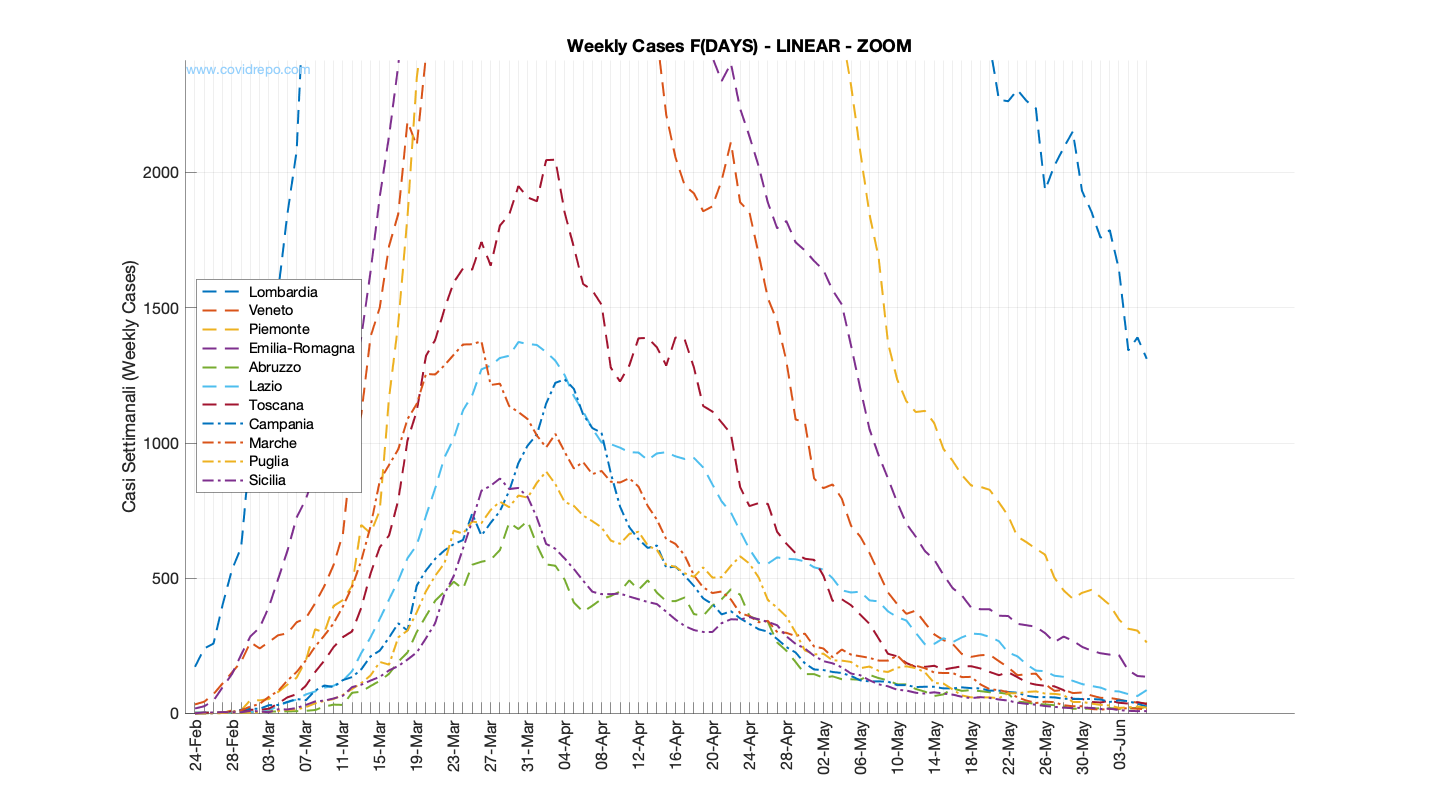 Weekly Cases F(DAYS) - LINEAR - ZOOM
www.covidrepo.com
Casi Settimanali (Weekly Cases)
2000
1500
1000
500
0
Lombardia
Veneto
Piemonte
Emilia-Romagna
Abruzzo
Lazio
Toscana
Campania
Marche
Puglia
Sicilia
24-Feb
28-Feb
03-Mar
07-Mar
11-Mar
15-Mar
19-Mar
23-Mar
27-Mar
31-Mar
04-Apr
08-Apr
12-Apr
16-Apr
20-Apr
24-Apr
28-Apr
02-May
06-May
10-May
14-May
18-May
22-May
26-May
30-May
03-Jun